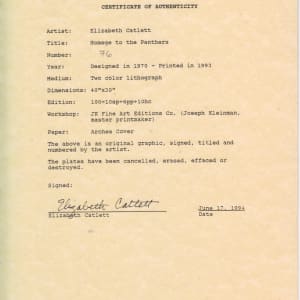 CERTIFICATE OF AUTHENTICITY
Artist: Elizabeth Catlett
Title: Homage to the Panthers
Number: 76
Year: Designed in 1970 - Printed in 1993
Medium: Two color lithograph
Dimensions: 40"x30"
Edition: 100+10ap+6pp+10hc
Workshop: JK Fine Art Editions Co. (Joseph Kleinman,
master printmaker)
Paper: Arches Cover
The above is an original graphic, signed, titled and
numbered by the artist.
The plates have been cancelled, erased, effaced or
destroyed.
Signed:
Elizabeth Catlett June 17, 1994
Elizabeth Catlett Date